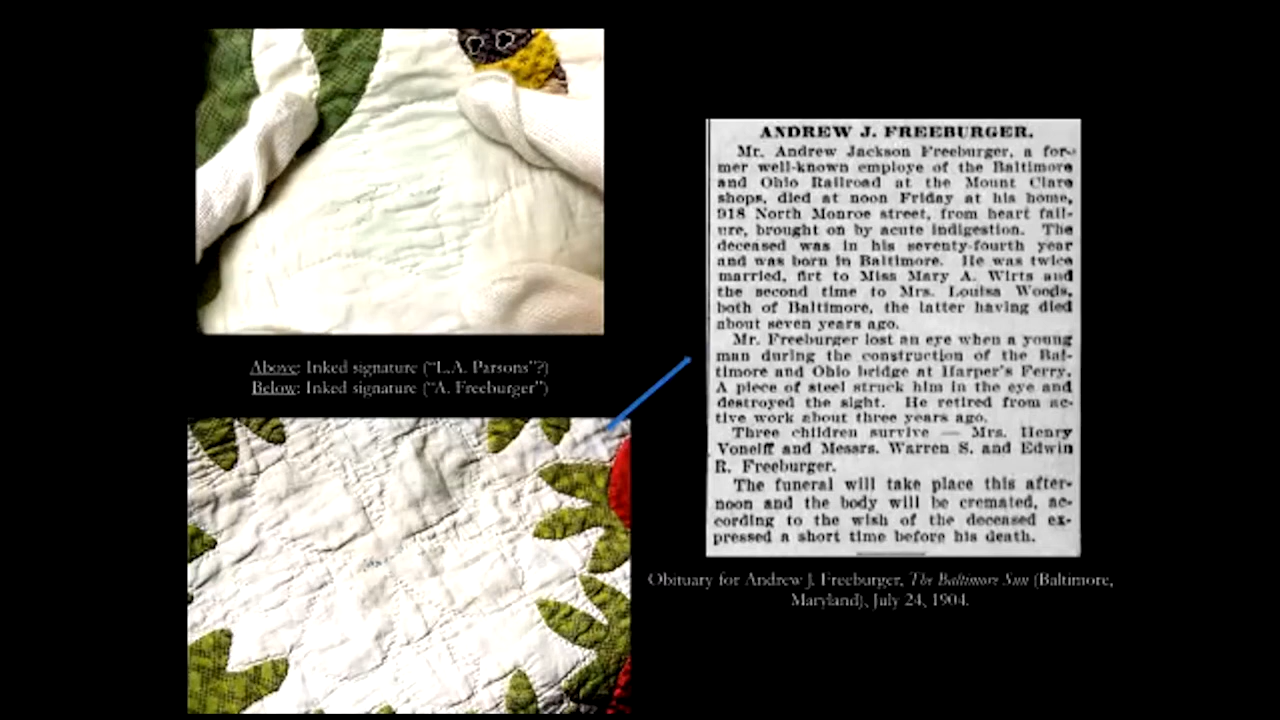 Above: Inked signature ("L.A. Parsons"?)
Below: Inked signature ("A. Freeburger")
ANDREW J. FREEBURGER.
Mr. Andrew Jackson Freeburger, a for-
mer well-known employe of the Baltimore
and Ohio Railroad at the Mount Clare
shops, died at noon Friday at his home,
918 North Monroe street, from heart fail-
ure, brought on by acute indigestion. The
deceased was in his seventy-fourth year
and was born in Baltimore. He was twice
married, firt to Miss Mary A. Wirts and
the second time to Mrs. Louisa Woods,
both of Baltimore, the latter having died
about seven years ago.
Mr. Freeburger lost an eye when a young
man during the construction of the Bal-
timore and Ohio bridge at Harper's Ferry.
A piece of steel struck him in the eye and
destroyed the sight. He retired from ac-
tive work about three years ago.
Three children survive — Mrs. Henry
Voneiff and Messrs. Warren S. and Edwin
R. Freeburger.
The funeral will take place this after-
noon and the body will be cremated, ac-
cording to the wish of the deceased ex-
pressed a short time before his death.
Obituary for Andrew J. Freeburger, The Baltimore Sun (Baltimore,
Maryland), July 24, 1904.